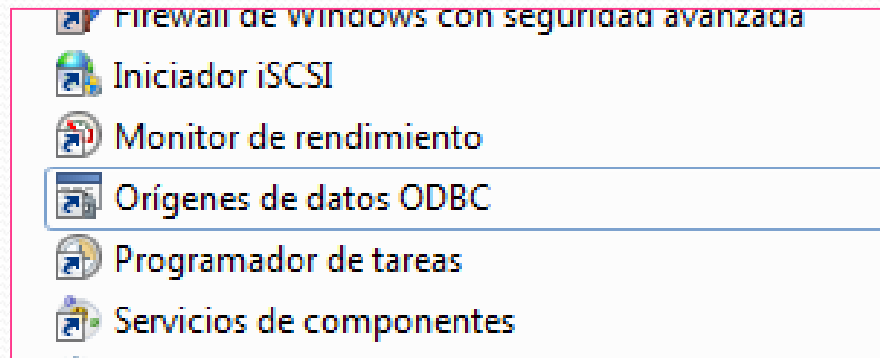 Firewall de Windows con seguridad avanzada
Iniciador iSCSI
Monitor de rendimiento
Orígenes de datos ODBC
Programador de tareas
Servicios de componentes